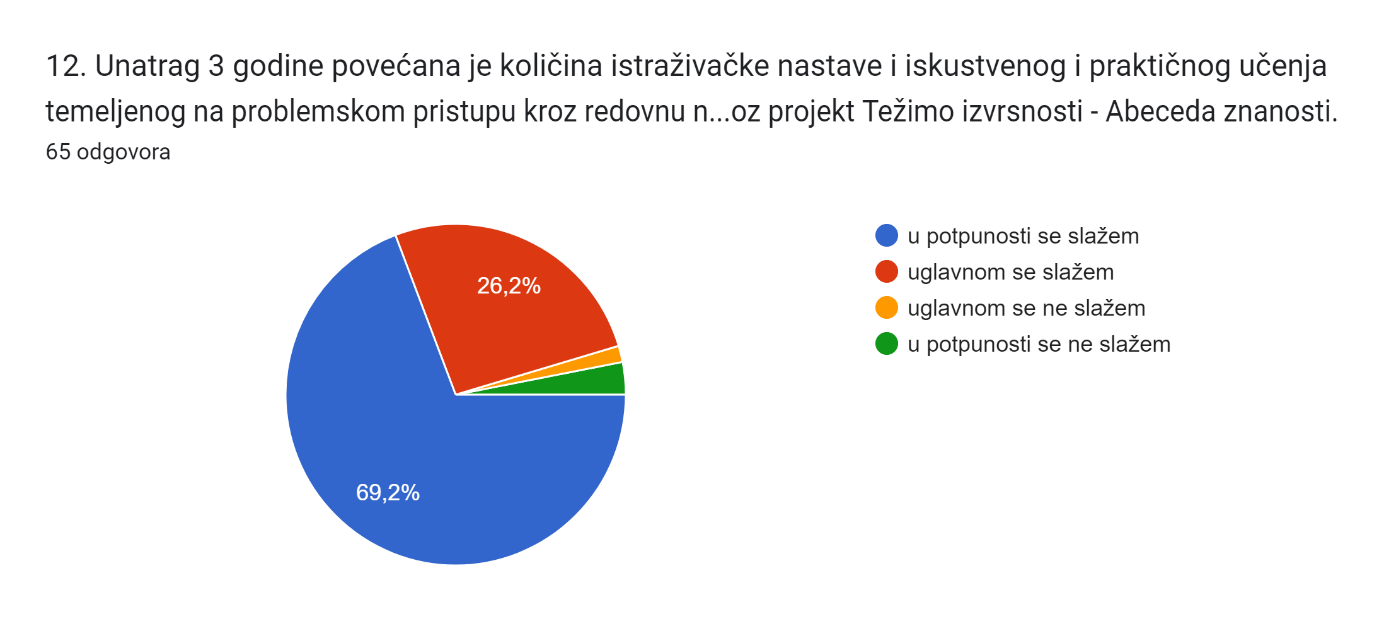 12. Unatrag 3 godine povećana je količina istraživačke nastave i iskustvenog i praktičnog učenja
temeljenog na problemskom pristupu kroz redovnu n...oz projekt Težimo izvrsnosti - Abeceda znanosti.
65 odgovora
u potpunosti se slažem
uglavnom se slažem
uglavnom se ne slažem
u potpunosti se ne slažem
26,2%
69,2%